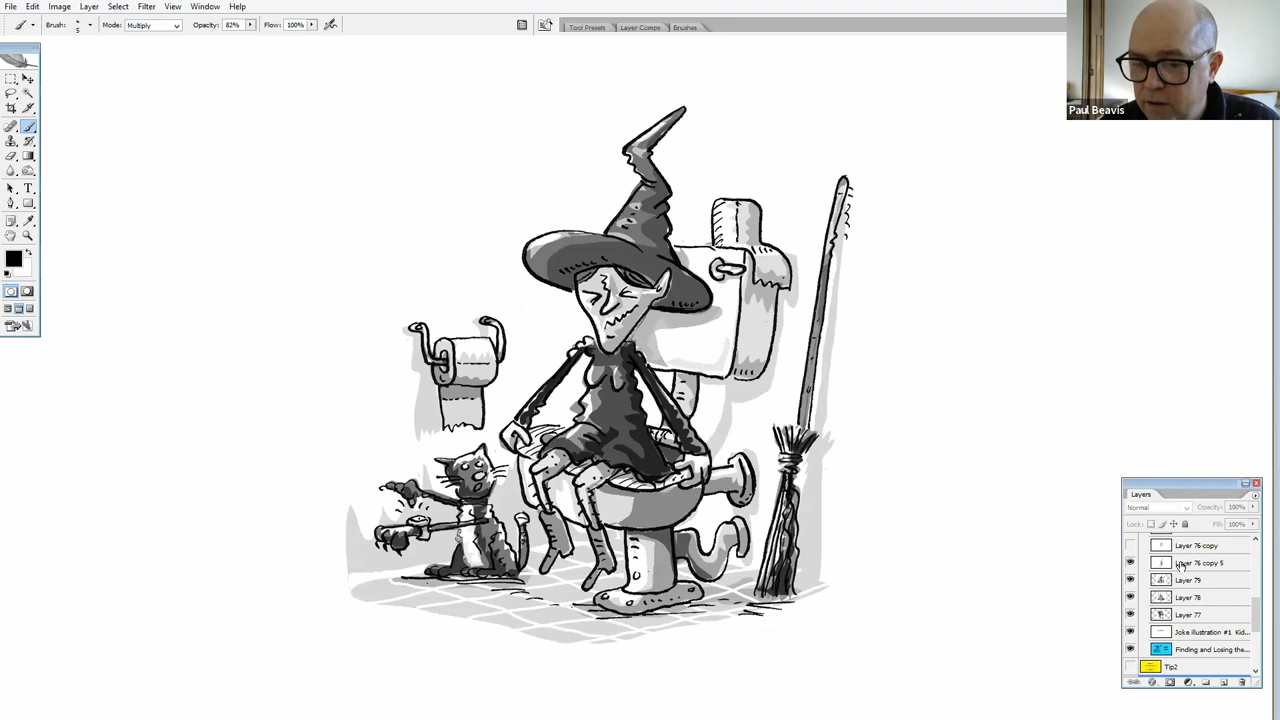 File Edit Image Layer Select Filter View Window Help
Brush: 5 Mode: Multiply Opacity: 82% Flow: 100% Tool Presets Layer Comps Brushes
Paul Beavis
Layers
Normal Opacity: 100%
Lock: Fill: 100%
Layer 76 copy
Layer 76 copy 5
Layer 79
Layer 78
Layer 77
Joke Illustration #1 Kid...
Finding and Losing the...
Tip2